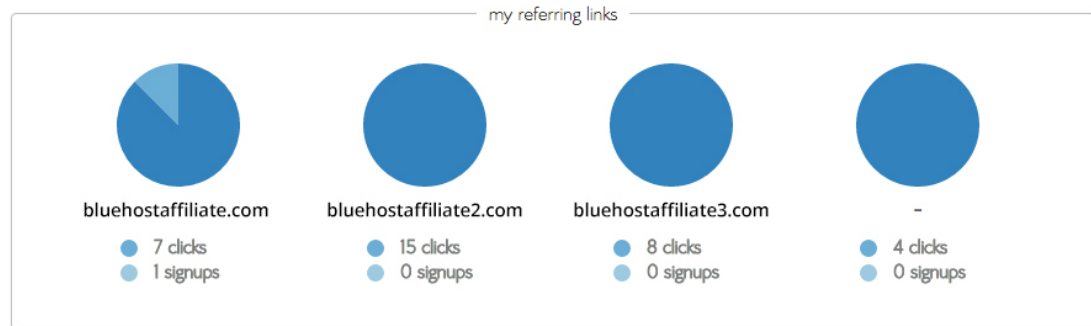 my referring links
bluehostaffiliate.com
7 clicks
1 signups
bluehostaffiliate2.com
15 clicks
0 signups
bluehostaffiliate3.com
8 clicks
0 signups
-
4 clicks
0 signups